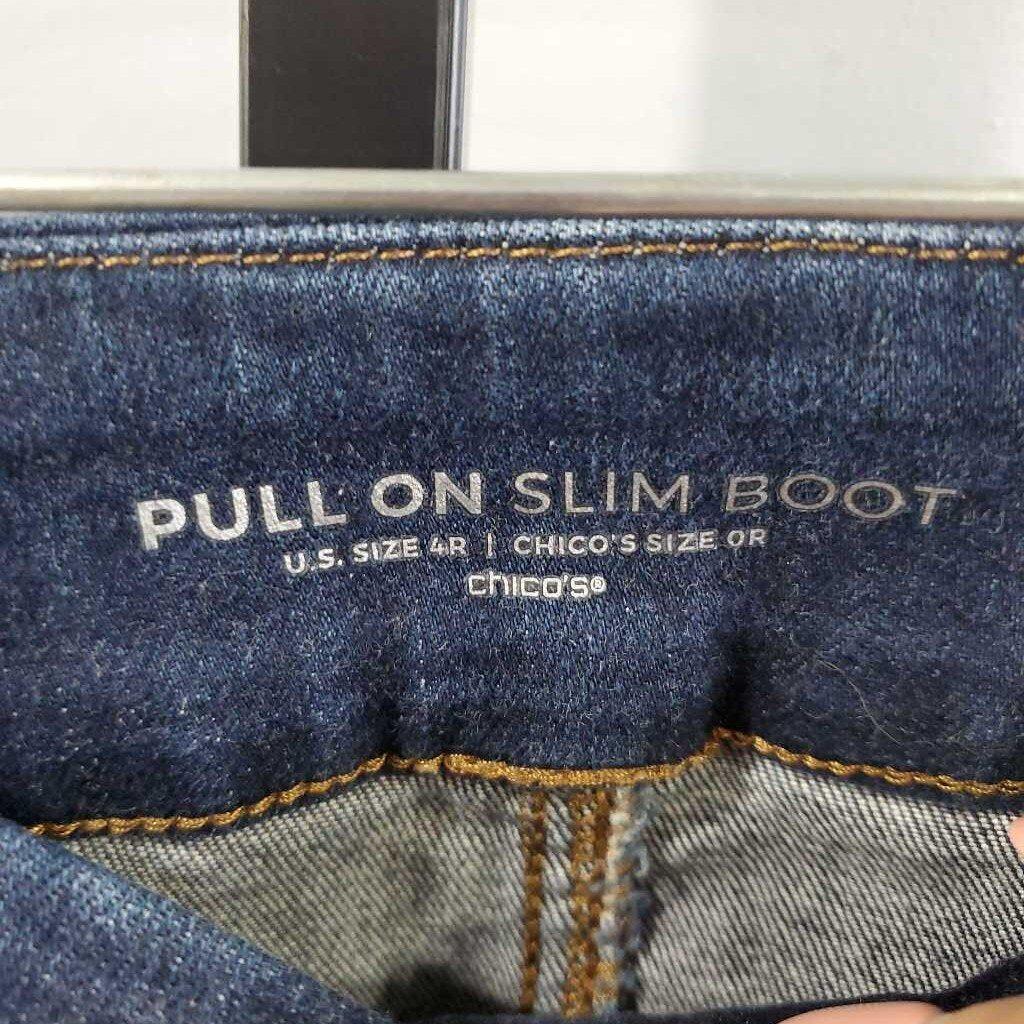 PULL ON SLIM BOOT
U.S. SIZE 4R | CHICO'S SIZE 0R
chico's®